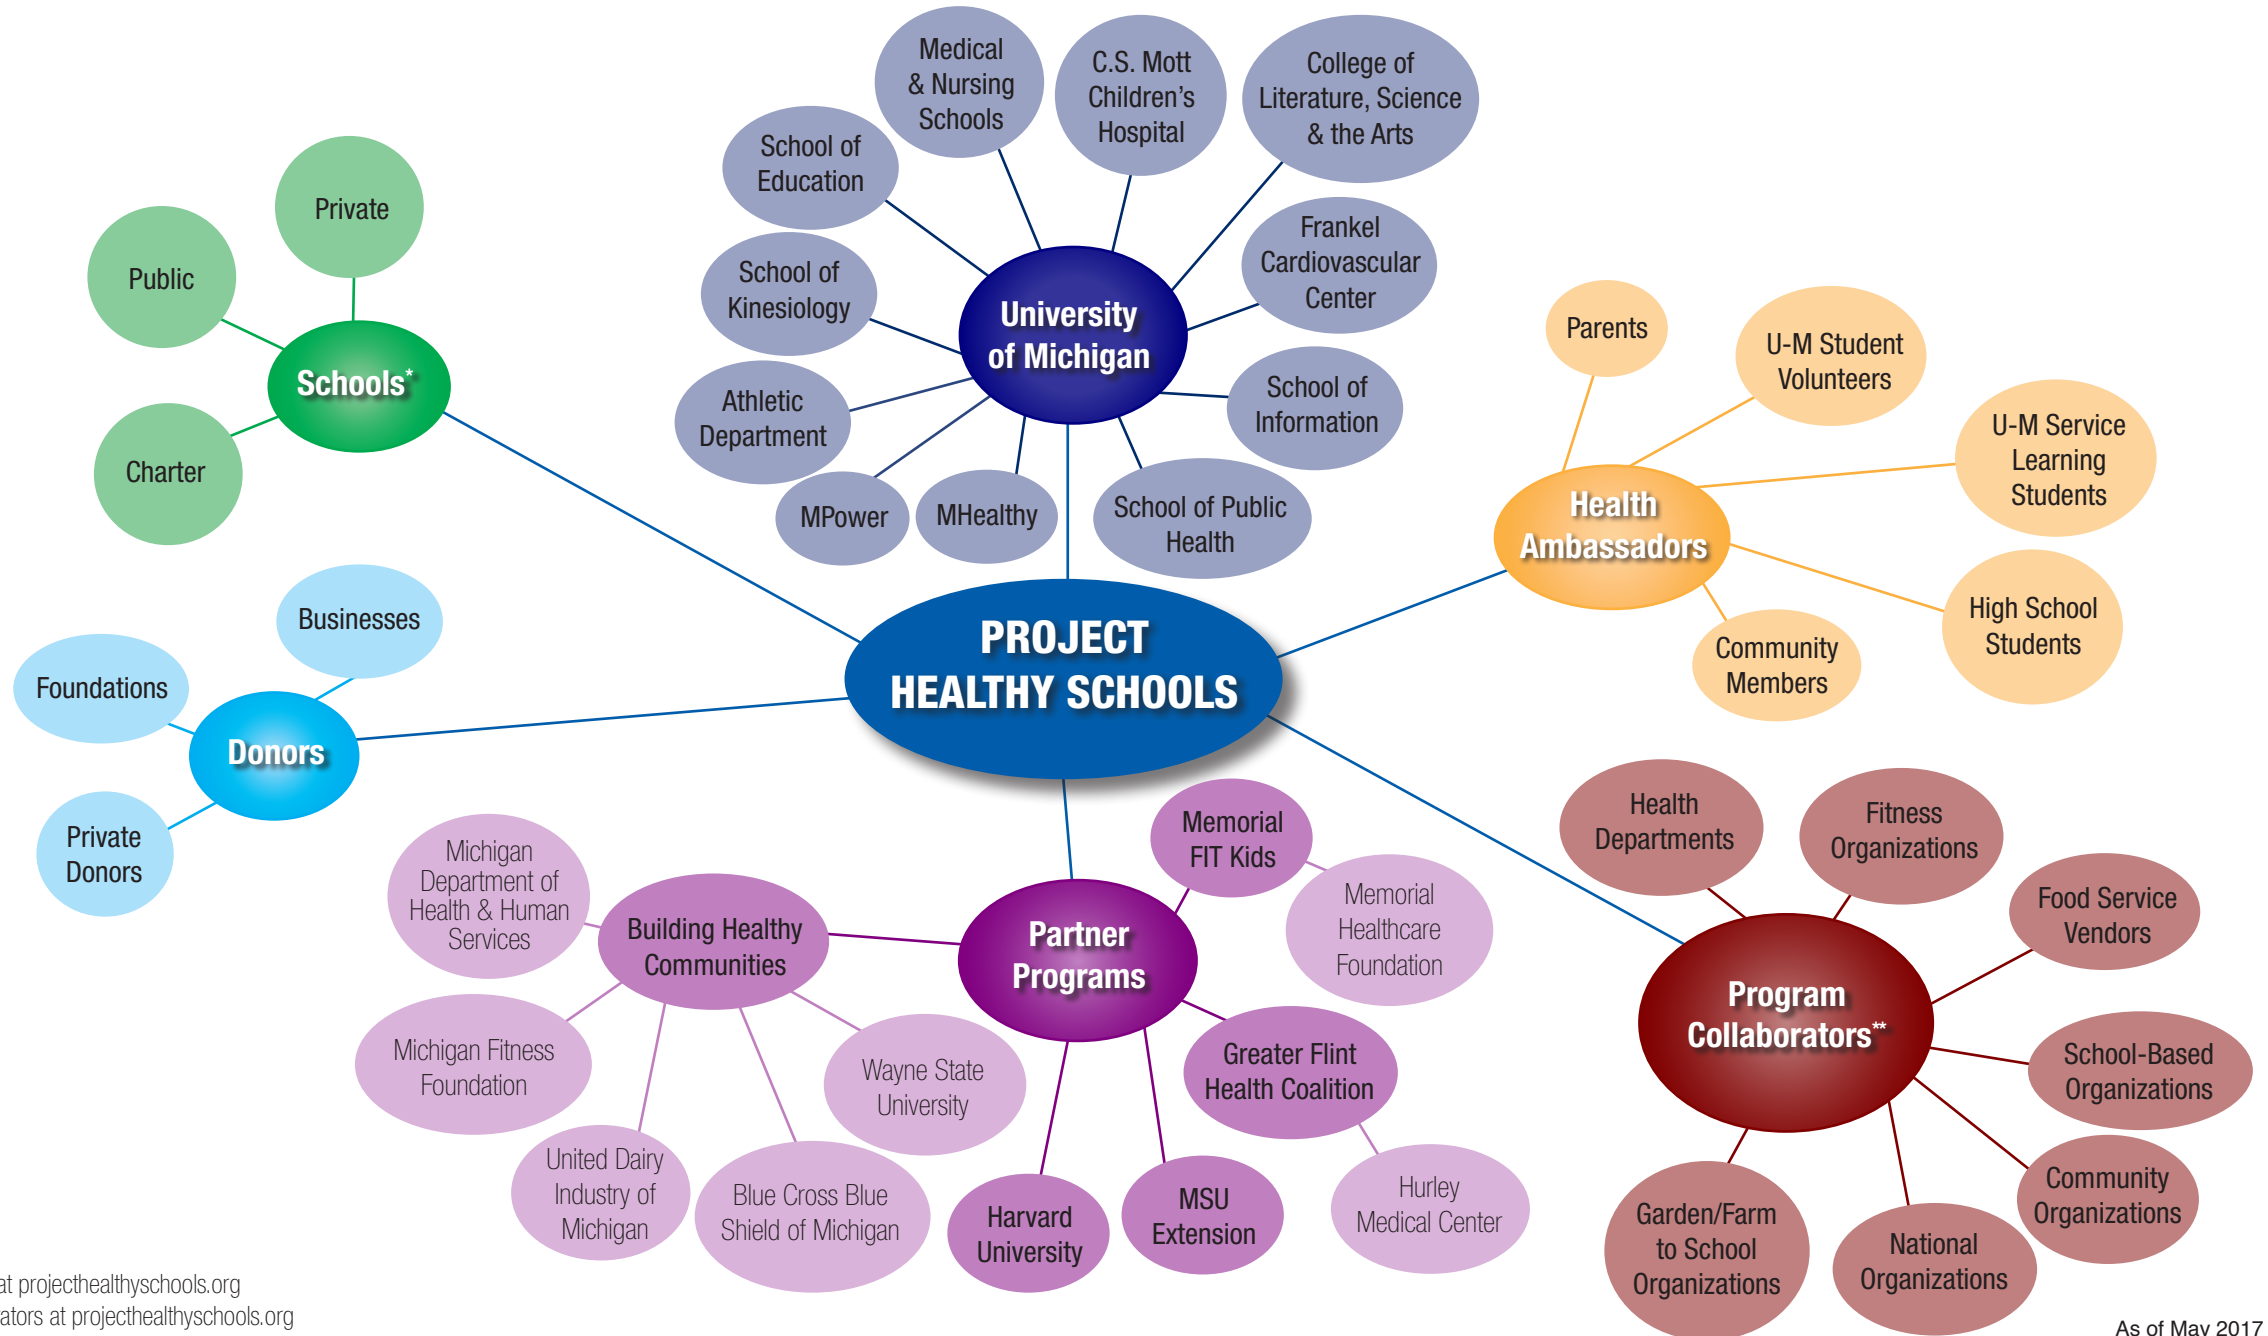 Medical
& Nursing
Schools
C.S. Mott
Children's
Hospital
College of
Literature, Science
& the Arts
School of
Education
Frankel
Cardiovascular
Center
School of
Kinesiology
University
of Michigan
School of
Information
Athletic
Department
MPower
MHealthy
School of Public
Health
Private
Public
Schools*
Charter
Parents
U-M Student
Volunteers
U-M Service
Learning
Students
Health
Ambassadors
High School
Students
Community
Members
PROJECT
HEALTHY SCHOOLS
Businesses
Foundations
Donors
Private
Donors
Memorial
FIT Kids
Memorial
Healthcare
Foundation
Michigan
Department of
Health & Human
Services
Building Healthy
Communities
Partner
Programs
Michigan Fitness
Foundation
Wayne State
University
United Dairy
Industry of
Michigan
Blue Cross Blue
Shield of Michigan
Greater Flint
Health Coalition
Hurley
Medical Center
Harvard
University
MSU
Extension
Health
Departments
Fitness
Organizations
Food Service
Vendors
Program
Collaborators**
School-Based
Organizations
Community
Organizations
National
Organizations
Garden/Farm
to School
Organizations
at projecthealthyschools.org
at projecthealthyschools.org
As of May 2017